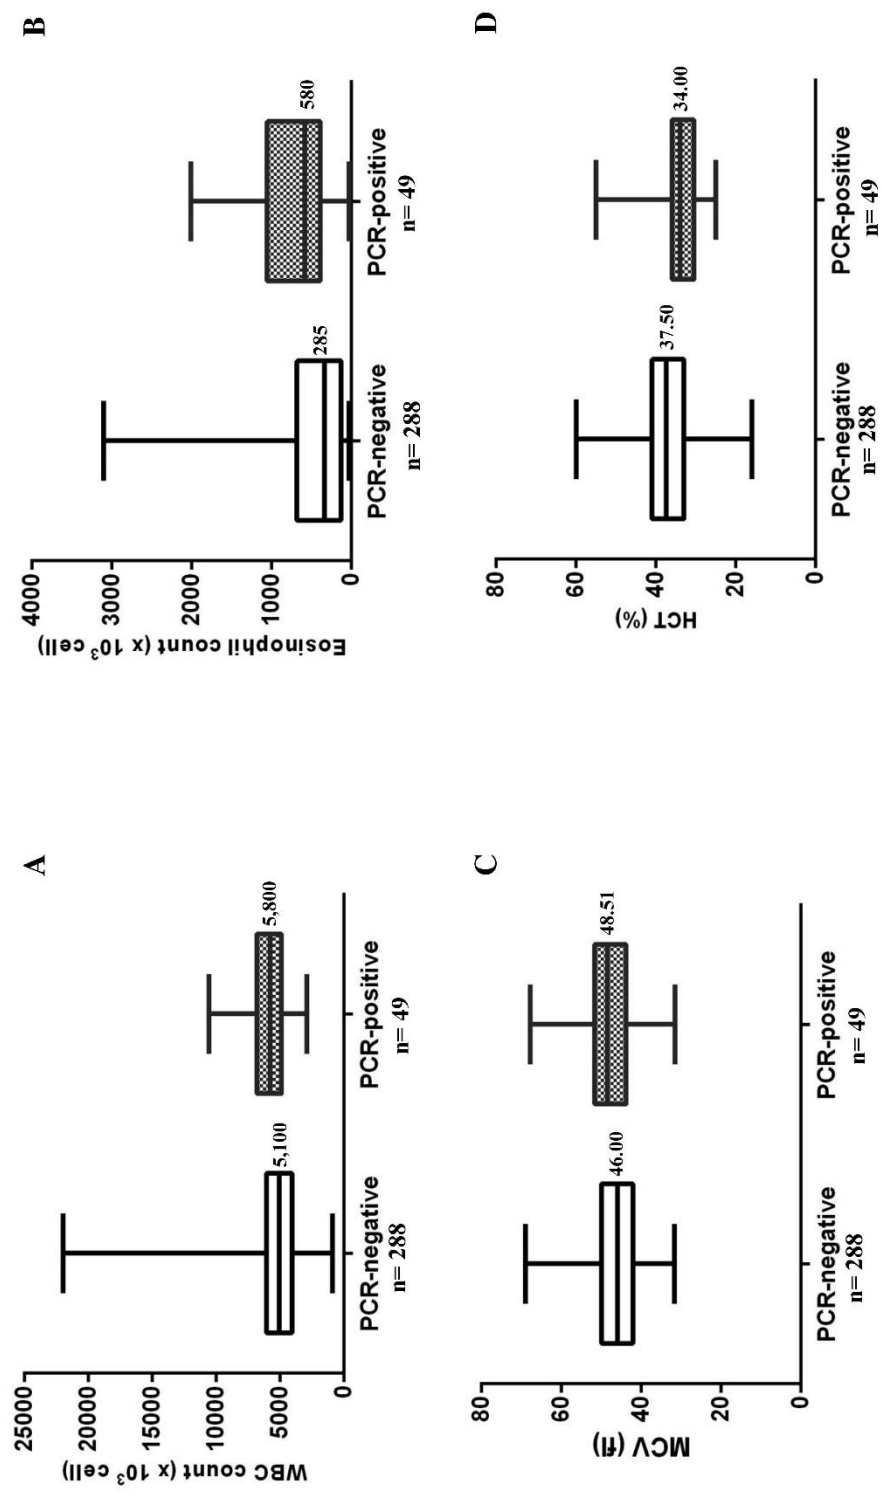 A
WBC count (x 10³ cell)
25000
20000
15000
10000
5000
0
5,100
5,800
PCR-negative
PCR-positive
n= 288
n= 49
B
Eosinophil count (x 10³ cell)
4000
3000
2000
1000
0
285
580
PCR-negative
PCR-positive
n= 288
n= 49
C
MCV (fl)
80
60
40
20
0
46.00
48.51
PCR-negative
PCR-positive
n= 288
n= 49
D
HCT (%)
80
60
40
20
0
37.50
34.00
PCR-negative
PCR-positive
n= 288
n= 49